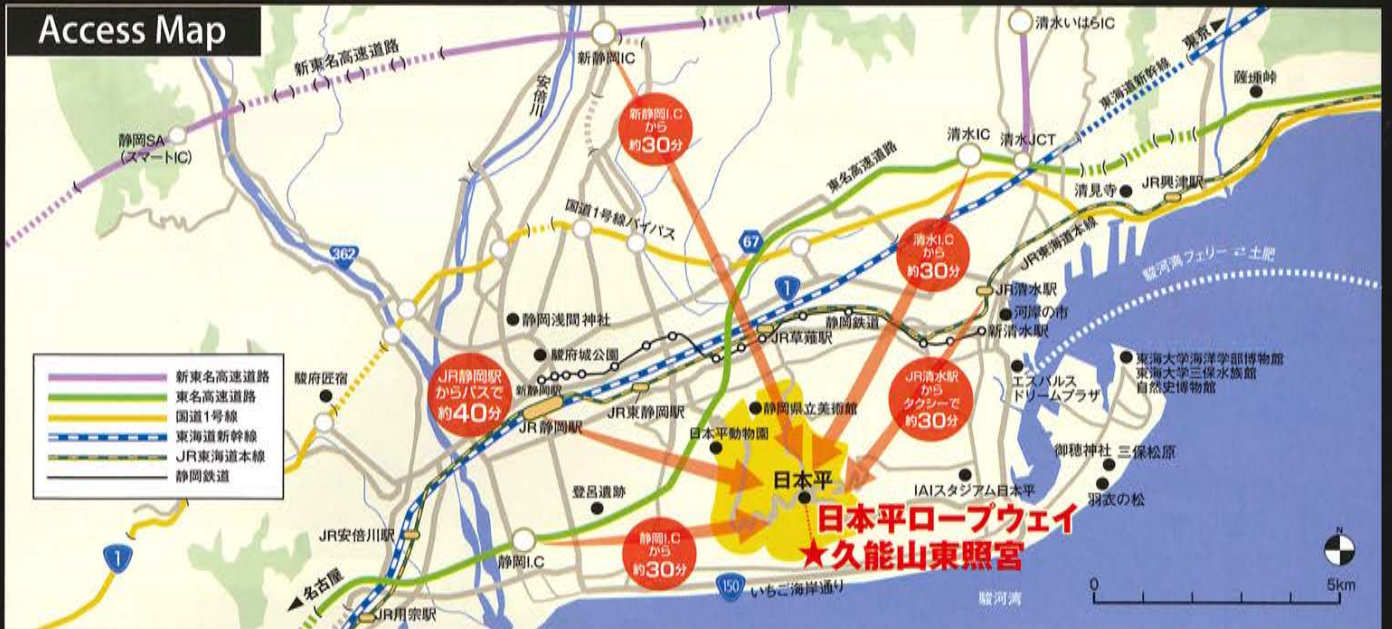 Access Map
新東名高速道路
新静岡IC
安倍川
清水いはらIC
東京
東海道新幹線
薩埵峠
静岡SA
（スマートIC）
新静岡I.C
から
約30分
清水IC
清水JCT
東名高速道路
清見寺
JR興津駅
国道1号線バイパス
362
67
清水I.C
から
約30分
JR東海道本線
駿河湾フェリー ⇄ 土肥
1
JR清水駅
河岸の市
新清水駅
静岡浅間神社
静岡鉄道
JR草薙駅
駿府城公園
新東名高速道路
東名高速道路
国道1号線
東海道新幹線
JR東海道本線
静岡鉄道
駿府匠宿
JR静岡駅
からバスで
約40分
新静岡駅
JR静岡駅
JR東静岡駅
JR清水駅
から
タクシーで
約30分
エスパルス
ドリームプラザ
東海大学海洋学部博物館
東海大学三保水族館
自然史博物館
静岡県立美術館
日本平動物園
御穂神社
三保松原
羽衣の松
日本平
IAIスタジアム日本平
登呂遺跡
日本平ロープウェイ
★久能山東照宮
JR安倍川駅
静岡I.C
静岡I.C
から
約30分
1
名古屋
JR用宗駅
150
いちご海岸通り
駿河湾
N
0
5km